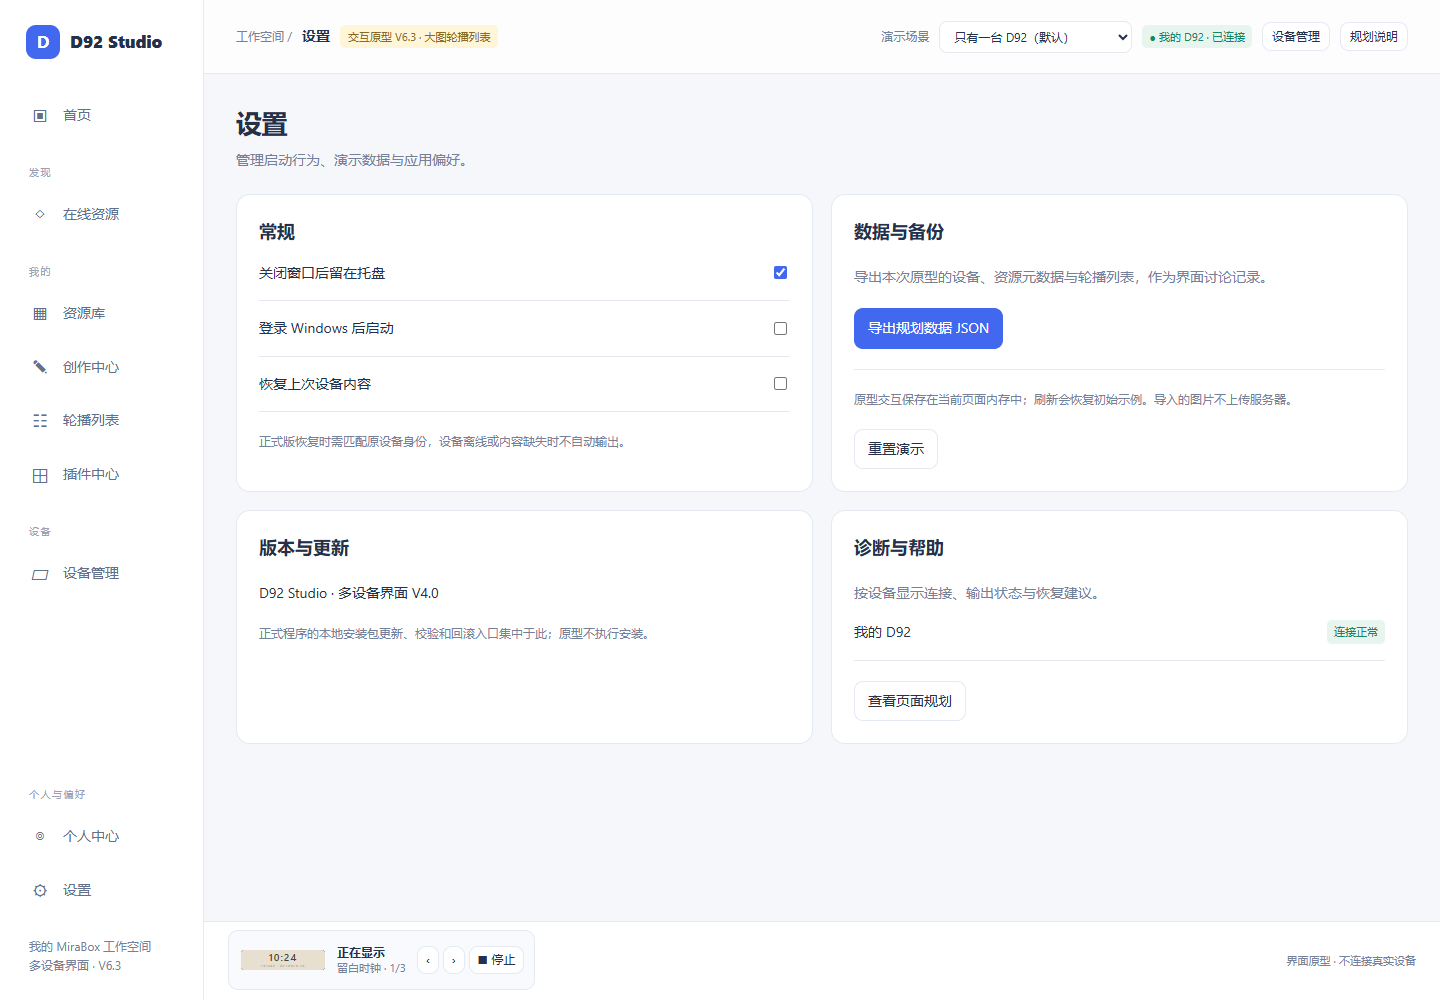 D
D92 Studio
首页
发现
在线资源
我的
资源库
创作中心
轮播列表
插件中心
设备
设备管理
个人与偏好
个人中心
设置
我的 MiraBox 工作空间
多设备界面 · V6.3
工作空间 / 设置 交互原型 V6.3 · 大图轮播列表
演示场景 只有一台 D92（默认） ● 我的 D92 · 已连接 设备管理 规划说明
设置
管理启动行为、演示数据与应用偏好。
常规
关闭窗口后留在托盘
登录 Windows 后启动
恢复上次设备内容
正式版恢复时需匹配原设备身份，设备离线或内容缺失时不自动输出。
数据与备份
导出本次原型的设备、资源元数据与轮播列表，作为界面讨论记录。
导出规划数据 JSON
原型交互保存在当前页面内存中；刷新会恢复初始示例。导入的图片不上传服务器。
重置演示
版本与更新
D92 Studio · 多设备界面 V4.0
正式程序的本地安装包更新、校验和回滚入口集中于此；原型不执行安装。
诊断与帮助
按设备显示连接、输出状态与恢复建议。
我的 D92 连接正常
查看页面规划
10:24
正在显示
留白时钟 · 1/3
‹ › ■ 停止
界面原型 · 不连接真实设备